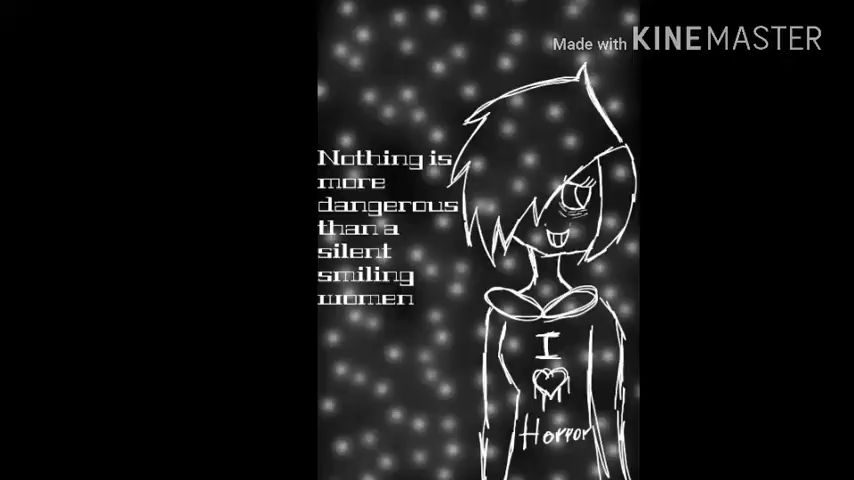 Made with KINEMASTER
Nothing is
more
dangerous
than a
silent
smiling
women
I
Horror